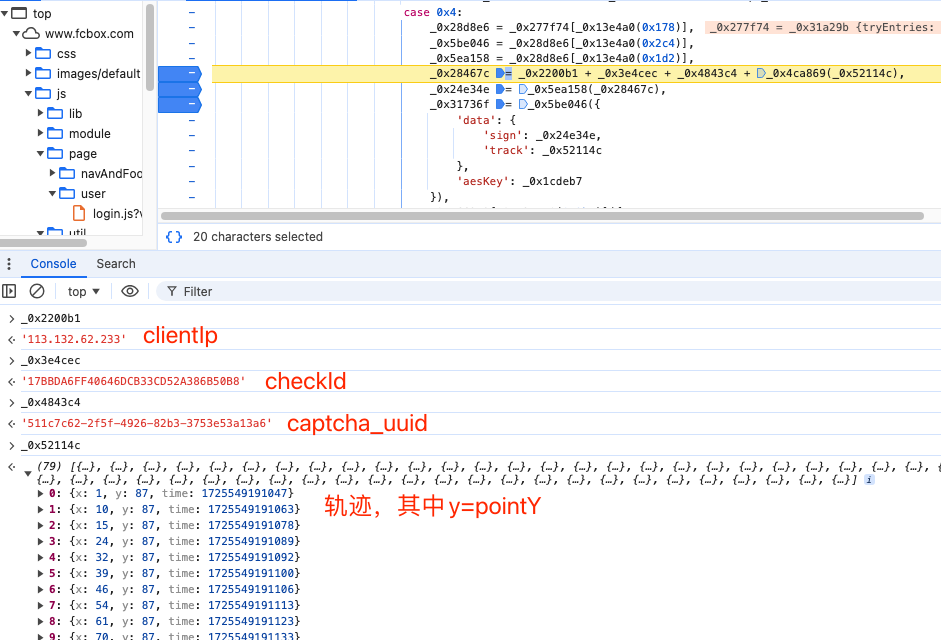 top
case 0x4:
www.fcbox.com
_0x28d8e6 = _0x277f74[_0x13e4a0(0x178)], _0x277f74 = _0x31a29b {tryEntries:
_0x5be046 = _0x28d8e6[_0x13e4a0(0x2c4)],
css
_0x5ea158 = _0x28d8e6[_0x13e4a0(0x1d2)],
images/default
_0x28467c = _0x2200b1 + _0x3e4cec + _0x4843c4 + _0x4ca869(_0x52114c),
js
_0x24e34e = _0x5ea158(_0x28467c),
lib
_0x31736f = _0x5be046({
module
'data': {
'sign': _0x24e34e,
page
'track': _0x52114c
navAndFoo
},
user
'aesKey': _0x1cdeb7
}),
login.js?v
util
{ } 20 characters selected
Console Search
top ▼ Filter
> _0x2200b1
'113.132.62.233' clientIp
> _0x3e4cec
'17BBDA6FF40646DCB33CD52A386B50B8' checkId
> _0x4843c4
'511c7c62-2f5f-4926-82b3-3753e53a13a6' captcha_uuid
> _0x52114c
(79) [{…}, {…}, {…}, {…}, {…}, {…}, {…}, {…}, {…}, {…}, {…}, {…}, {…}, {…}, {…}, {…}, {…}, {…}, {…}, {…}, {…}, {…}, {…}, {…}, {…}, {…},
{…}, {…}, {…}, {…}, {…}, {…}, {…}, {…}, {…}, {…}, {…}, {…}, {…}, {…}, {…}, {…}, {…}, {…}, {…}, {…}, {…}, {…}, {…}, {…}, {…}] i
0: {x: 1, y: 87, time: 1725549191047}
轨迹，其中y=pointY
1: {x: 10, y: 87, time: 1725549191063}
2: {x: 15, y: 87, time: 1725549191078}
3: {x: 24, y: 87, time: 1725549191089}
4: {x: 32, y: 87, time: 1725549191092}
5: {x: 39, y: 87, time: 1725549191100}
6: {x: 46, y: 87, time: 1725549191106}
7: {x: 54, y: 87, time: 1725549191113}
8: {x: 61, y: 87, time: 1725549191123}
9: {x: 70, y: 87, time: 1725549191133}